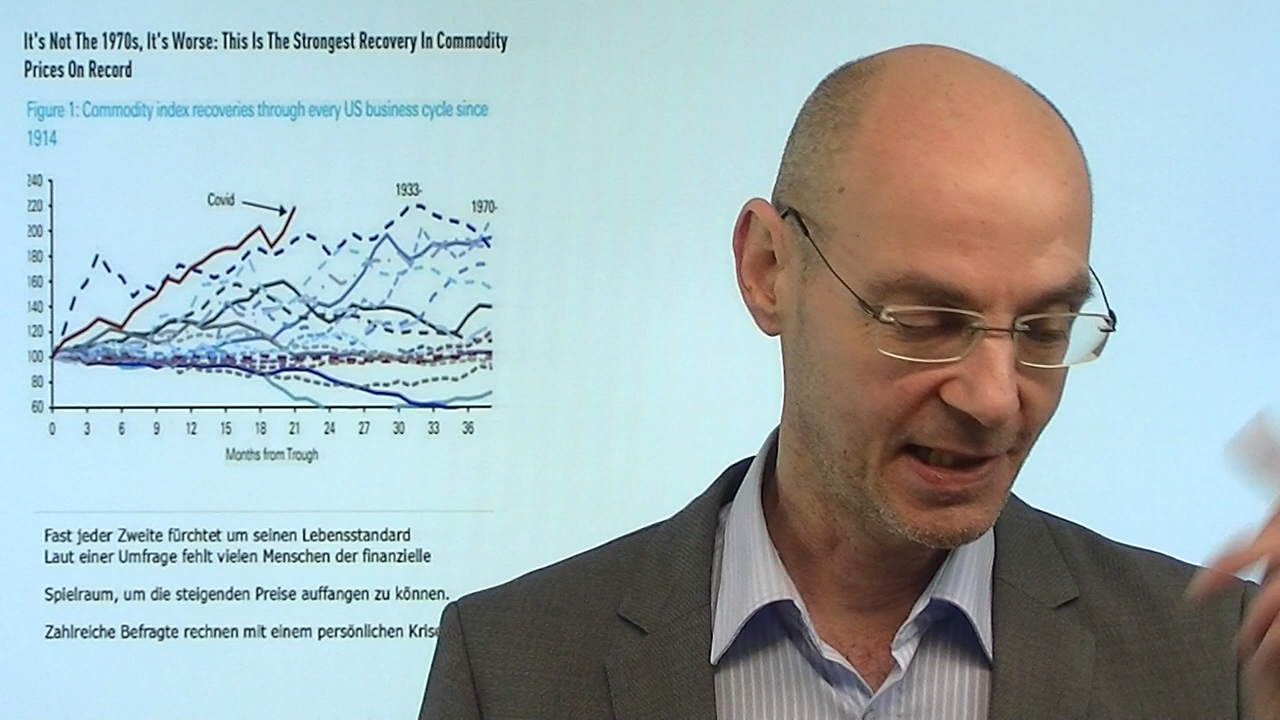 It's Not The 1970s, It's Worse: This Is The Strongest Recovery In Commodity
Prices On Record
Figure 1: Commodity index recoveries through every US business cycle since
1914
240
220
200
180
160
140
120
100
80
60
Covid
1933-
1970-
0 3 6 9 12 15 18 21 24 27 30 33 36
Months from Trough
Fast jeder Zweite fürchtet um seinen Lebensstandard
Laut einer Umfrage fehlt vielen Menschen der finanzielle
Spielraum, um die steigenden Preise auffangen zu können.
Zahlreiche Befragte rechnen mit einem persönlichen Krise